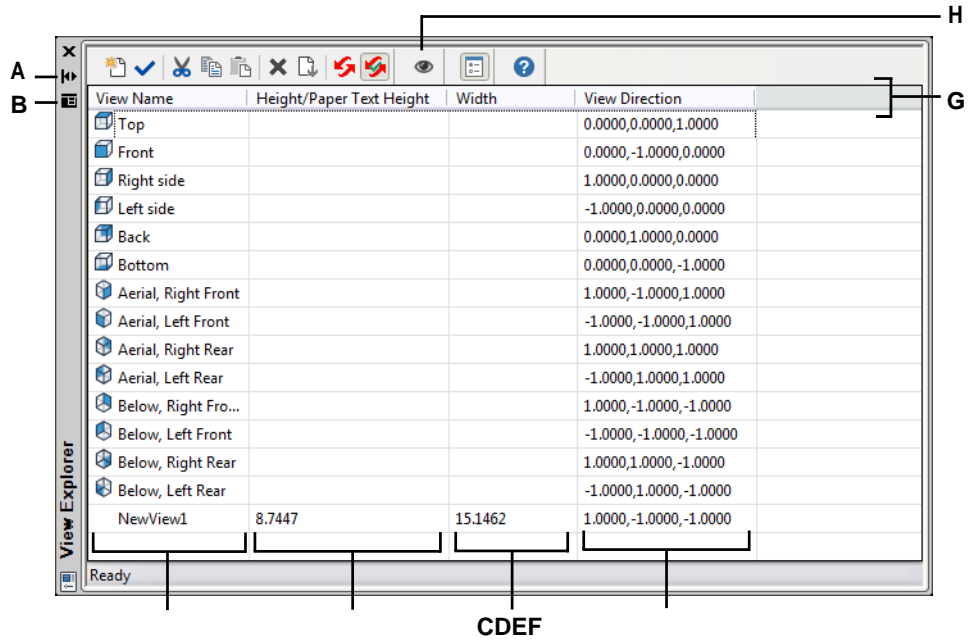 H
A
B
G
View Name Height/Paper Text Height Width View Direction
Top 0.0000,0.0000,1.0000
Front 0.0000,-1.0000,0.0000
Right side 1.0000,0.0000,0.0000
Left side -1.0000,0.0000,0.0000
Back 0.0000,1.0000,0.0000
Bottom 0.0000,0.0000,-1.0000
Aerial, Right Front 1.0000,-1.0000,1.0000
Aerial, Left Front -1.0000,-1.0000,1.0000
Aerial, Right Rear 1.0000,1.0000,1.0000
Aerial, Left Rear -1.0000,1.0000,1.0000
Below, Right Fro... 1.0000,-1.0000,-1.0000
Below, Left Front -1.0000,-1.0000,-1.0000
Below, Right Rear 1.0000,1.0000,-1.0000
Below, Left Rear -1.0000,1.0000,-1.0000
NewView1 8.7447 15.1462 1.0000,-1.0000,-1.0000
View Explorer
Ready
CDEF